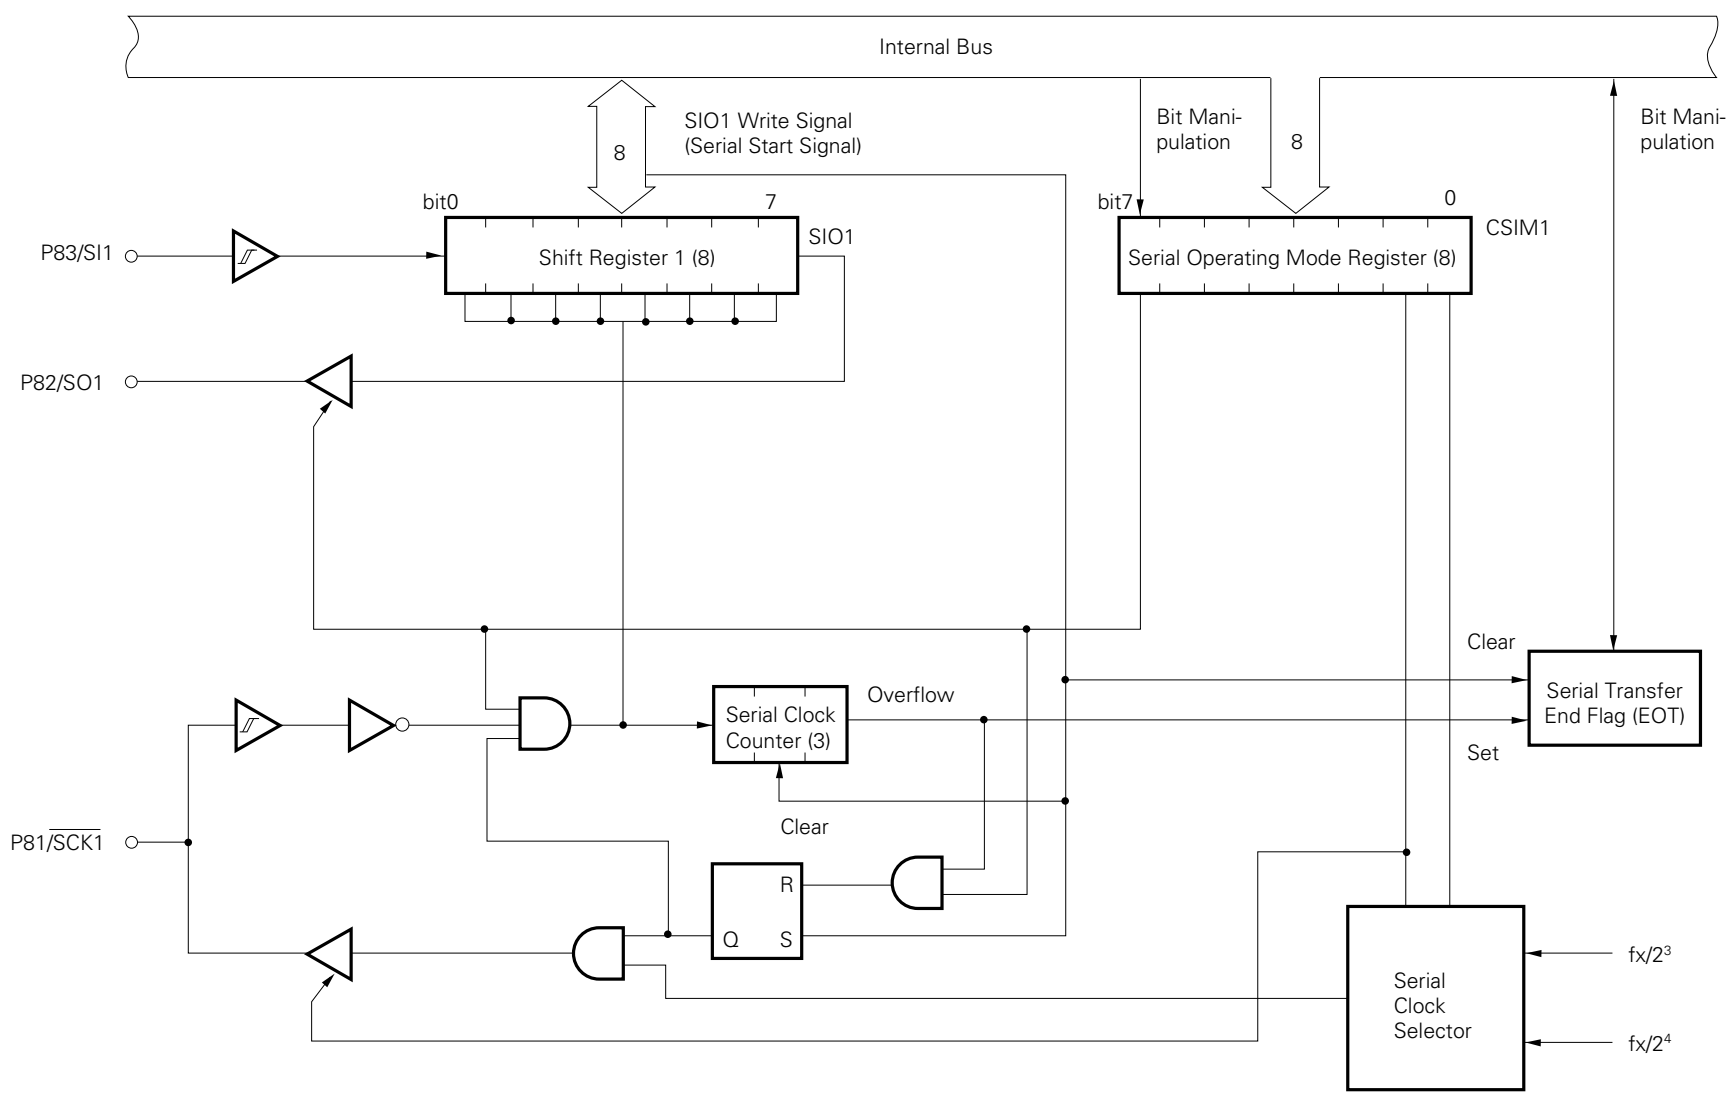 Internal Bus
SIO1 Write Signal
(Serial Start Signal)
8
Bit Mani-
pulation
8
Bit Mani-
pulation
bit0
7
bit7
0
P83/SI1
Shift Register 1 (8)
SIO1
Serial Operating Mode Register (8)
CSIM1
P82/SO1
Clear
Serial Clock
Counter (3)
Overflow
Serial Transfer
End Flag (EOT)
Set
P81/S̅C̅K̅1̅
Clear
R
Q
S
Serial
Clock
Selector
fx/2³
fx/2⁴